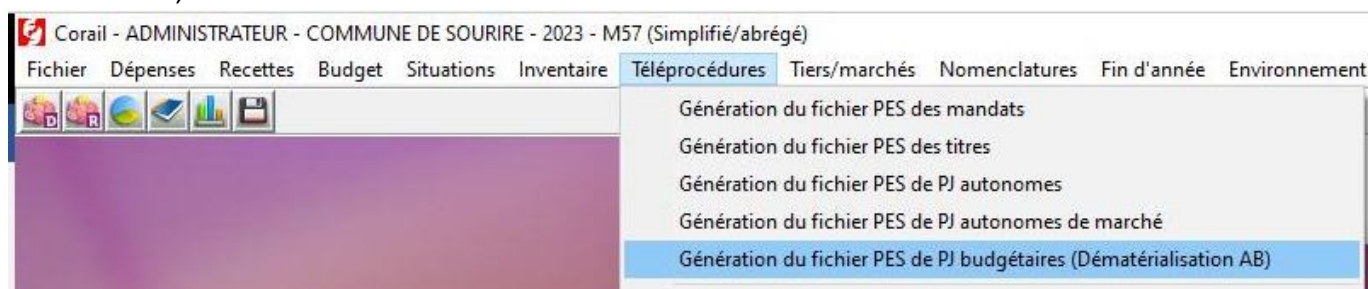 Corail - ADMINISTRATEUR - COMMUNE DE SOURIRE - 2023 - M57 (Simplifié/abrégé)
Fichier Dépenses Recettes Budget Situations Inventaire Téléprocédures Tiers/marchés Nomenclatures Fin d'année Environnement
D R
Génération du fichier PES des mandats
Génération du fichier PES des titres
Génération du fichier PES de PJ autonomes
Génération du fichier PES de PJ autonomes de marché
Génération du fichier PES de PJ budgétaires (Dématérialisation AB)